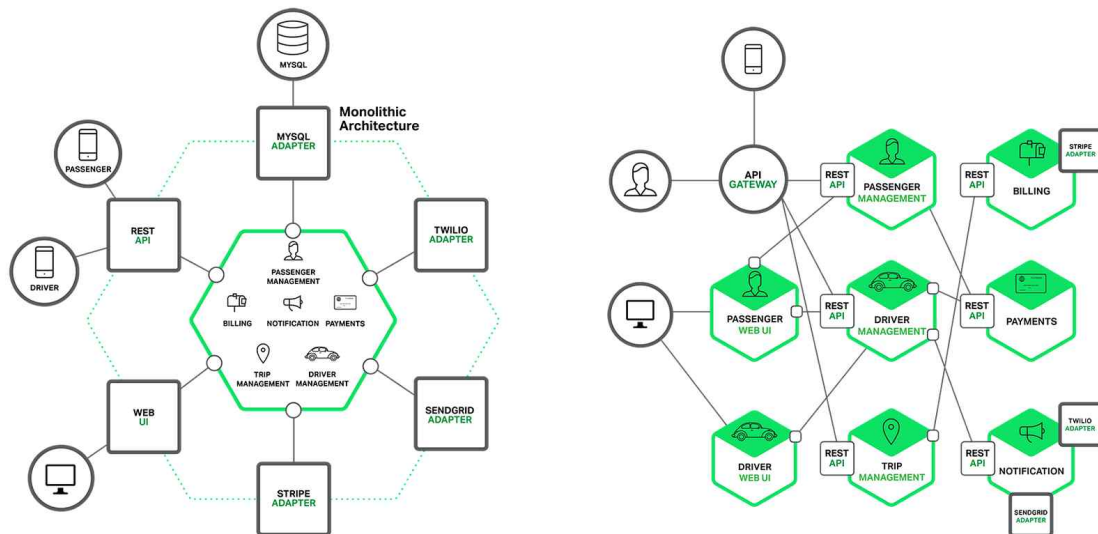 MYSQL
Monolithic
Architecture
MYSQL
ADAPTER
PASSENGER
REST
API
TWILIO
ADAPTER
DRIVER
PASSENGER
MANAGEMENT
BILLING
NOTIFICATION
PAYMENTS
TRIP
MANAGEMENT
DRIVER
MANAGEMENT
WEB
UI
SENDGRID
ADAPTER
STRIPE
ADAPTER
API
GATEWAY
REST
API
PASSENGER
MANAGEMENT
REST
API
BILLING
STRIPE
ADAPTER
PASSENGER
WEB UI
REST
API
DRIVER
MANAGEMENT
REST
API
PAYMENTS
DRIVER
WEB UI
REST
API
TRIP
MANAGEMENT
REST
API
NOTIFICATION
TWILIO
ADAPTER
SENDGRID
ADAPTER